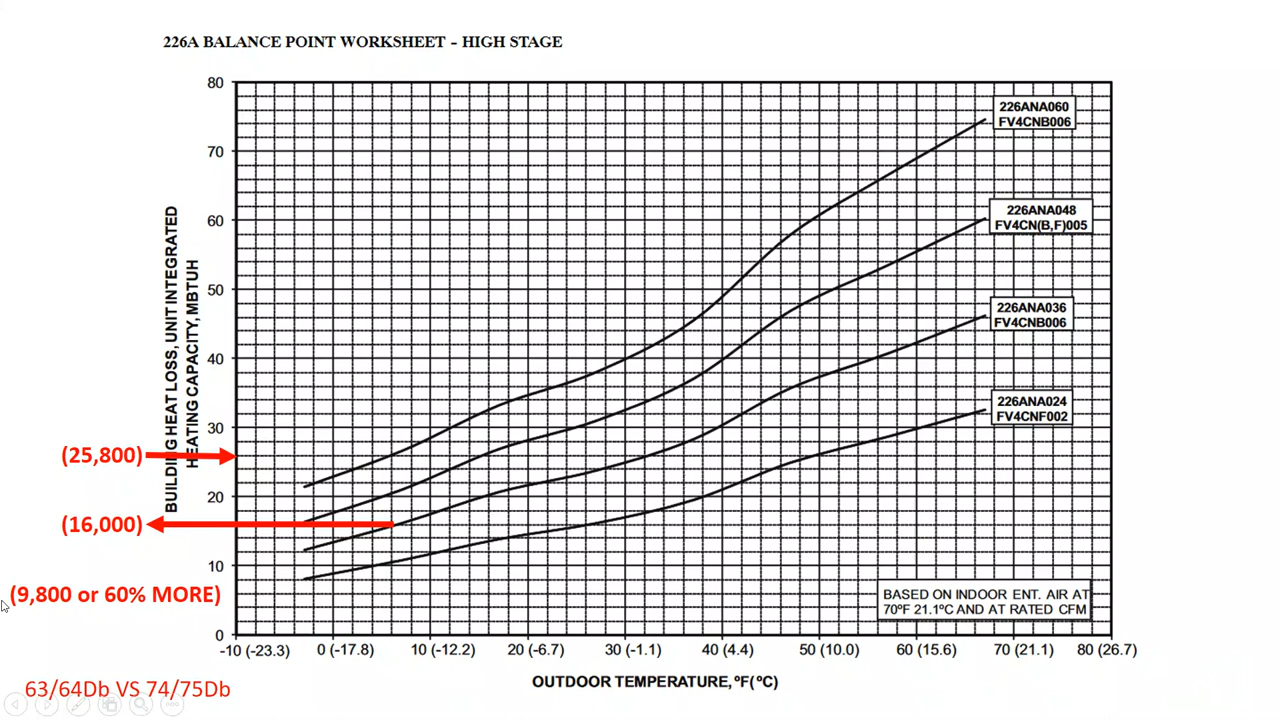 226A BALANCE POINT WORKSHEET - HIGH STAGE
80
70
60
50
40
30
20
10
0
BUILDING HEAT LOSS, UNIT INTEGRATED
HEATING CAPACITY, MBTUH
226ANA060
FV4CNB006
226ANA048
FV4CN(B,F)005
226ANA036
FV4CNB006
226ANA024
FV4CNF002
(25,800)
(16,000)
(9,800 or 60% MORE)
BASED ON INDOOR ENT. AIR AT
70ºF 21.1ºC AND AT RATED CFM
-10 (-23.3) 0 (-17.8) 10 (-12.2) 20 (-6.7) 30 (-1.1) 40 (4.4) 50 (10.0) 60 (15.6) 70 (21.1) 80 (26.7)
OUTDOOR TEMPERATURE, ºF( ºC)
63/64Db VS 74/75Db